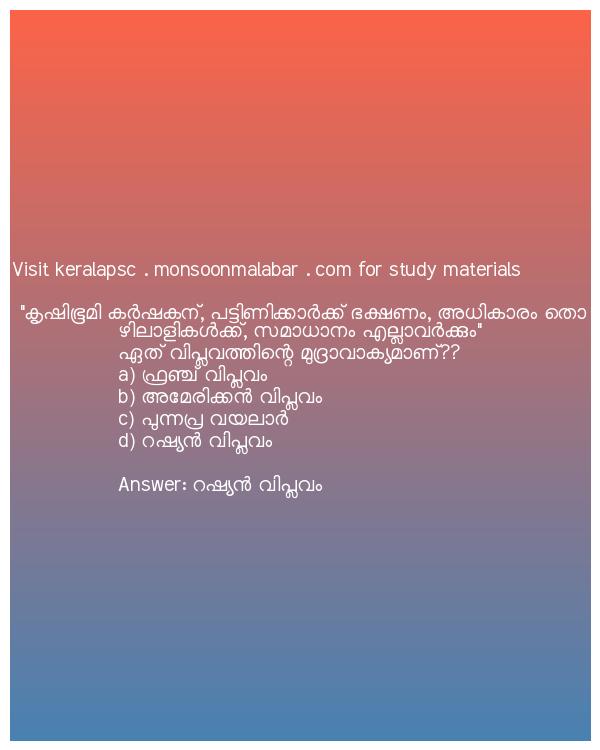 Visit keralapsc . monsoonmalabar . com for study materials
"കൃഷിഭൂമി കർഷകന്, പട്ടിണിക്കാർക്ക് ഭക്ഷണം, അധികാരം തൊ
ഴിലാളികൾക്ക്, സമാധാനം എല്ലാവർക്കും"
ഏത് വിപ്ലവത്തിന്റെ മുദ്രാവാക്യമാണ്??
a) ഫ്രഞ്ച് വിപ്ലവം
b) അമേരിക്കൻ വിപ്ലവം
c) പുന്നപ്ര വയലാർ
d) റഷ്യൻ വിപ്ലവം
Answer: റഷ്യൻ വിപ്ലവം